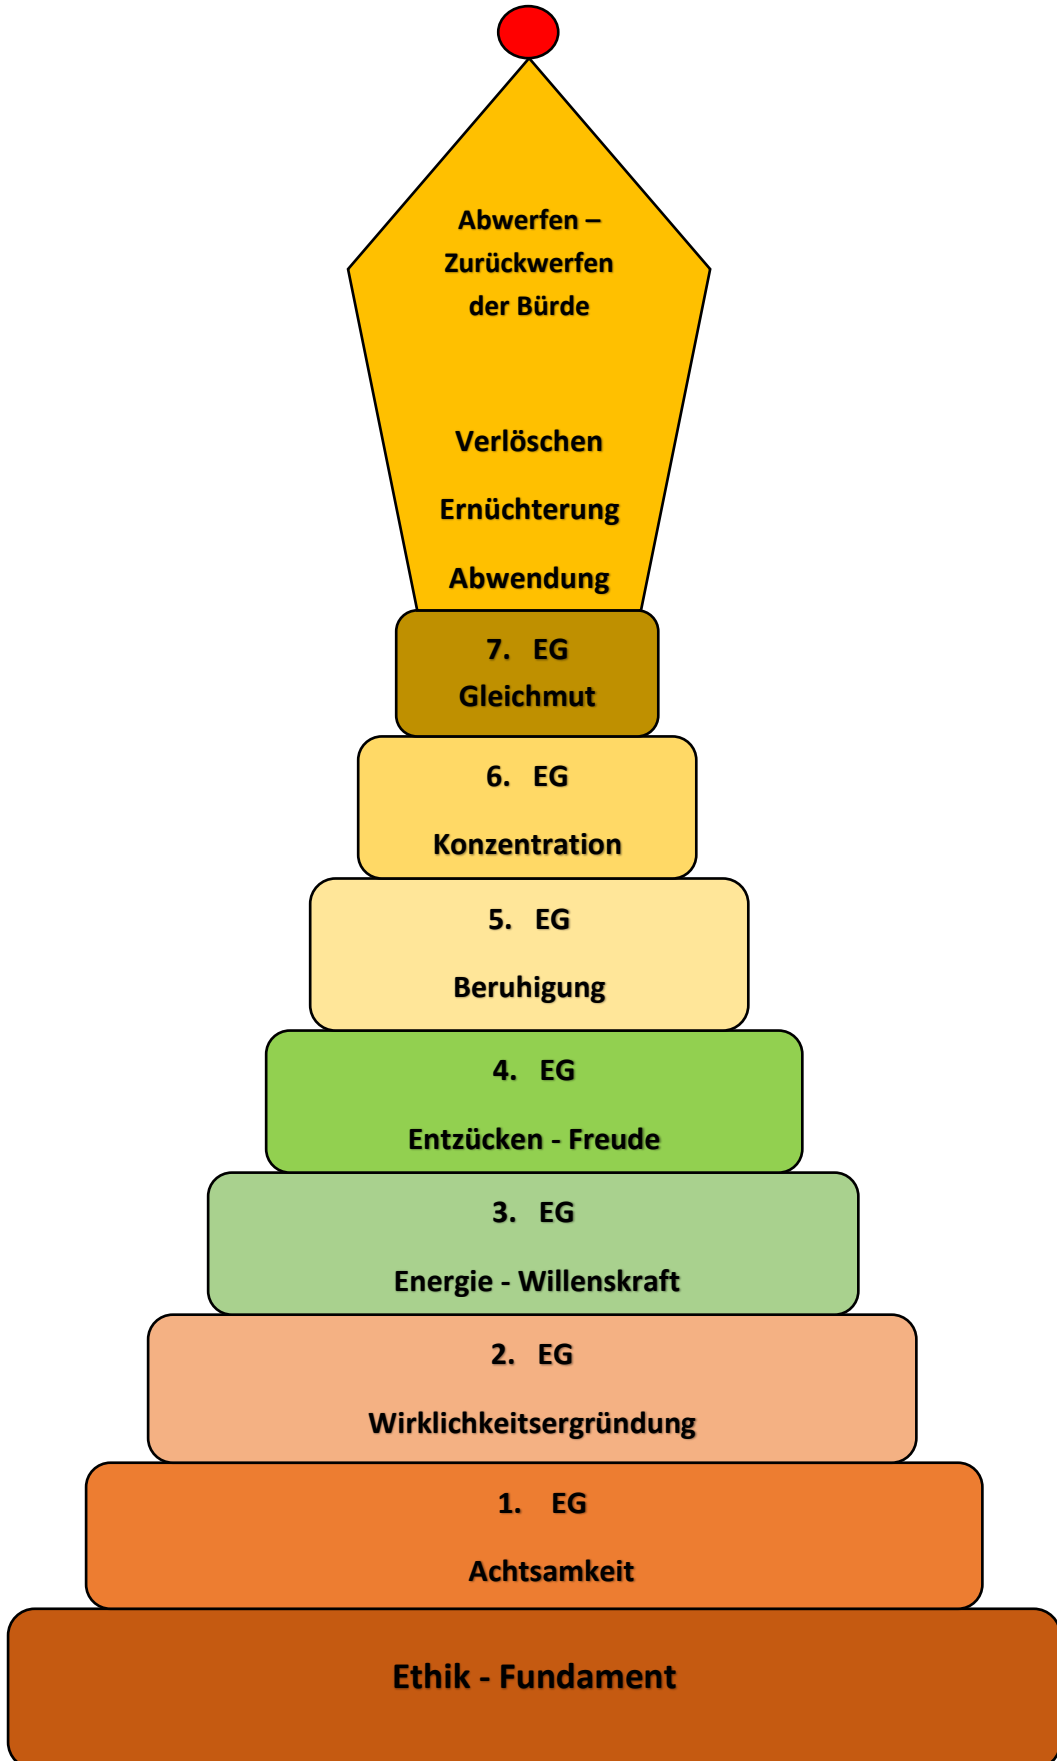 Abwerfen –
Zurückwerfen
der Bürde
Verlöschen
Ernüchterung
Abwendung
7. EG
Gleichmut
6. EG
Konzentration
5. EG
Beruhigung
4. EG
Entzücken - Freude
3. EG
Energie - Willenskraft
2. EG
Wirklichkeitsergründung
1. EG
Achtsamkeit
Ethik - Fundament